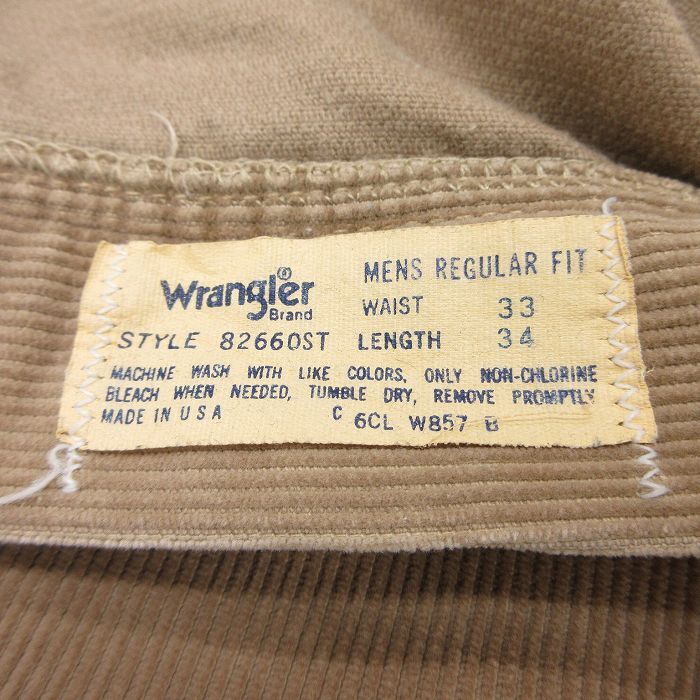 Wrangler®
Brand
MENS REGULAR FIT
WAIST 33
STYLE 82660ST LENGTH 34
MACHINE WASH WITH LIKE COLORS, ONLY NON-CHLORINE
BLEACH WHEN NEEDED, TUMBLE DRY, REMOVE PROMPTLY
MADE IN USA C 6CL W857 B